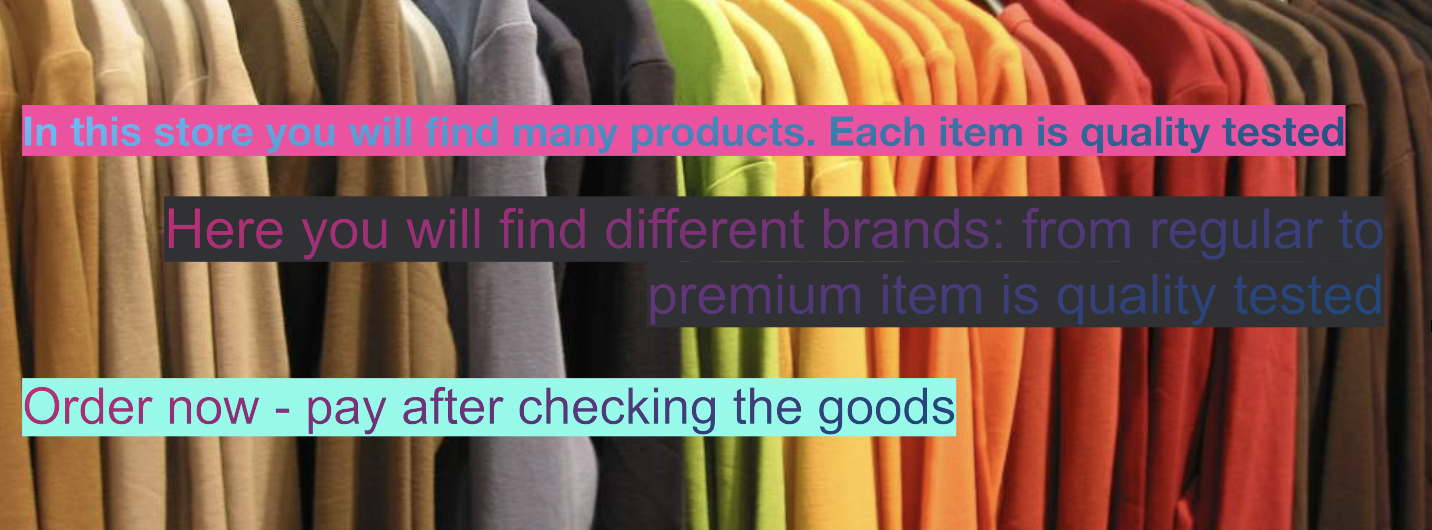 In this store you will find many products. Each item is quality tested
Here you will find different brands: from regular to
premium item is quality tested
Order now - pay after checking the goods